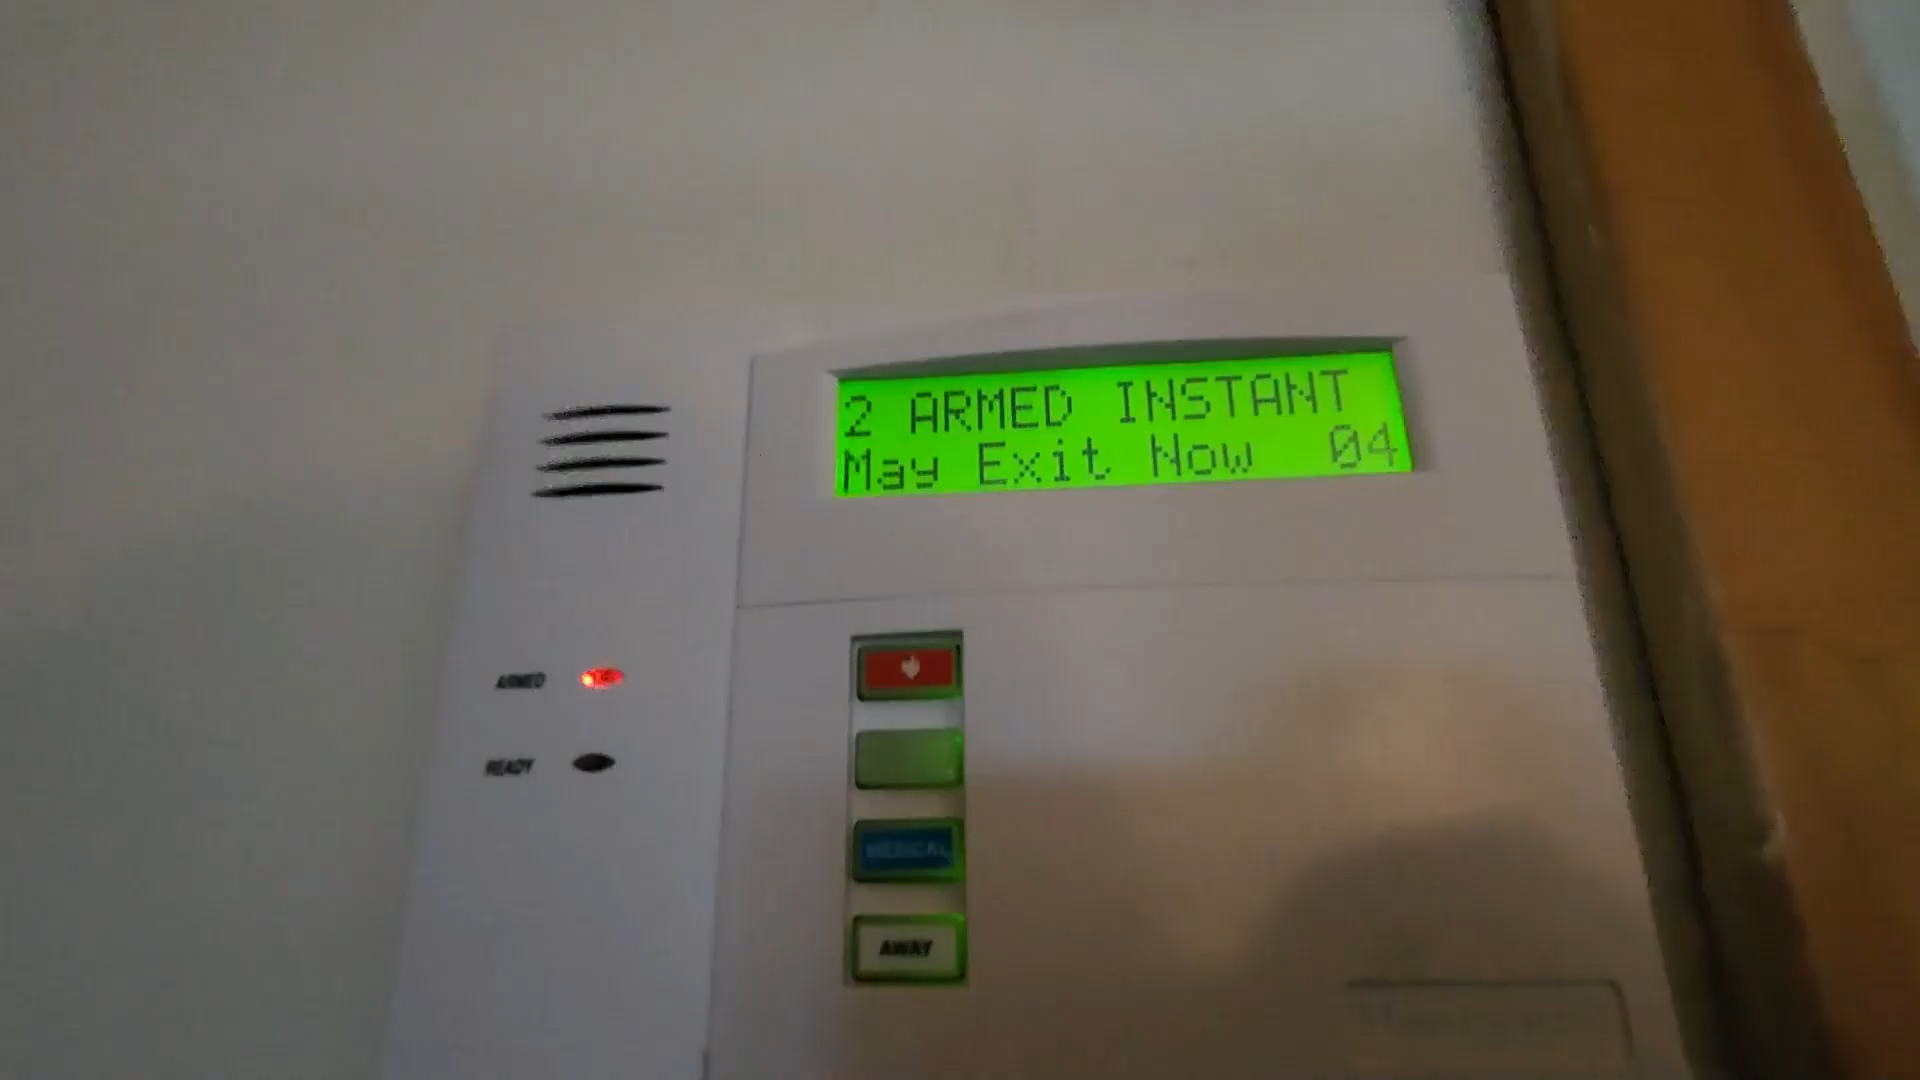 2 ARMED INSTANT
May Exit Now 04
ARMED
READY
MEDICAL
AWAY